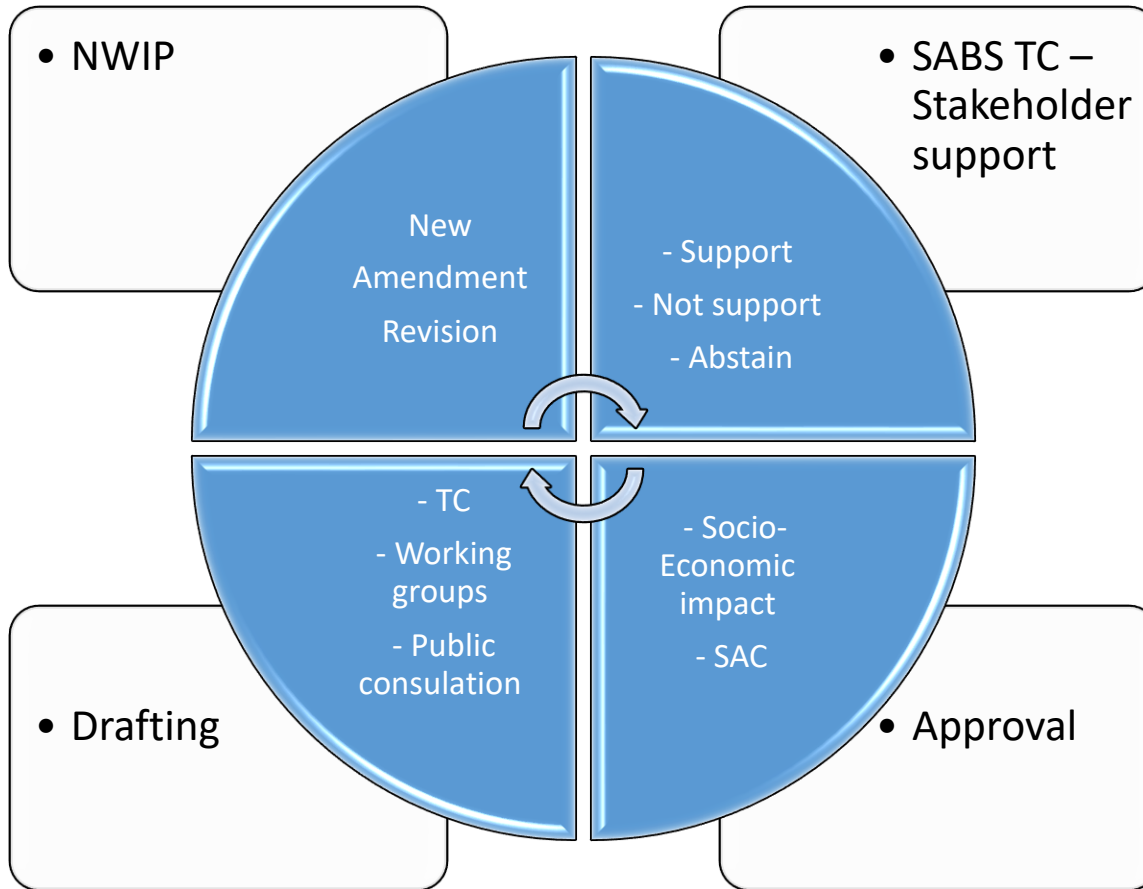 • NWIP
New
Amendment
Revision
• SABS TC –
Stakeholder
support
- Support
- Not support
- Abstain
- TC
- Working
groups
- Public
consulation
• Drafting
- Socio-
Economic
impact
- SAC
• Approval